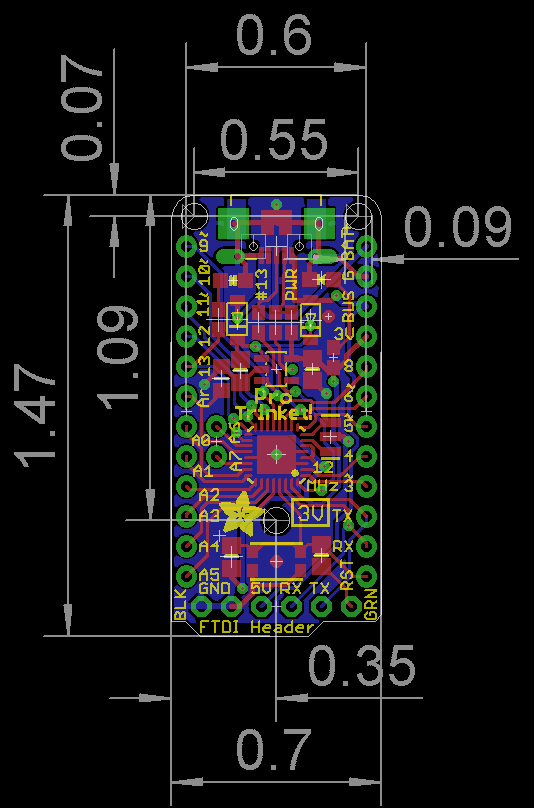 0.6
0.07
0.55
0.09
1.09
1.47
9
10
11
12
13
Ar
#13
PWR
G
BAT
BUS
3V
8
6
5
4
3
Pro
Trinket
A6
A7
A0
A1
A2
A3
A4
A5
12
MHz
3V
TX
RX
RST
GND
5V RX TX
BLK
GRN
FTDI Header
0.35
0.7